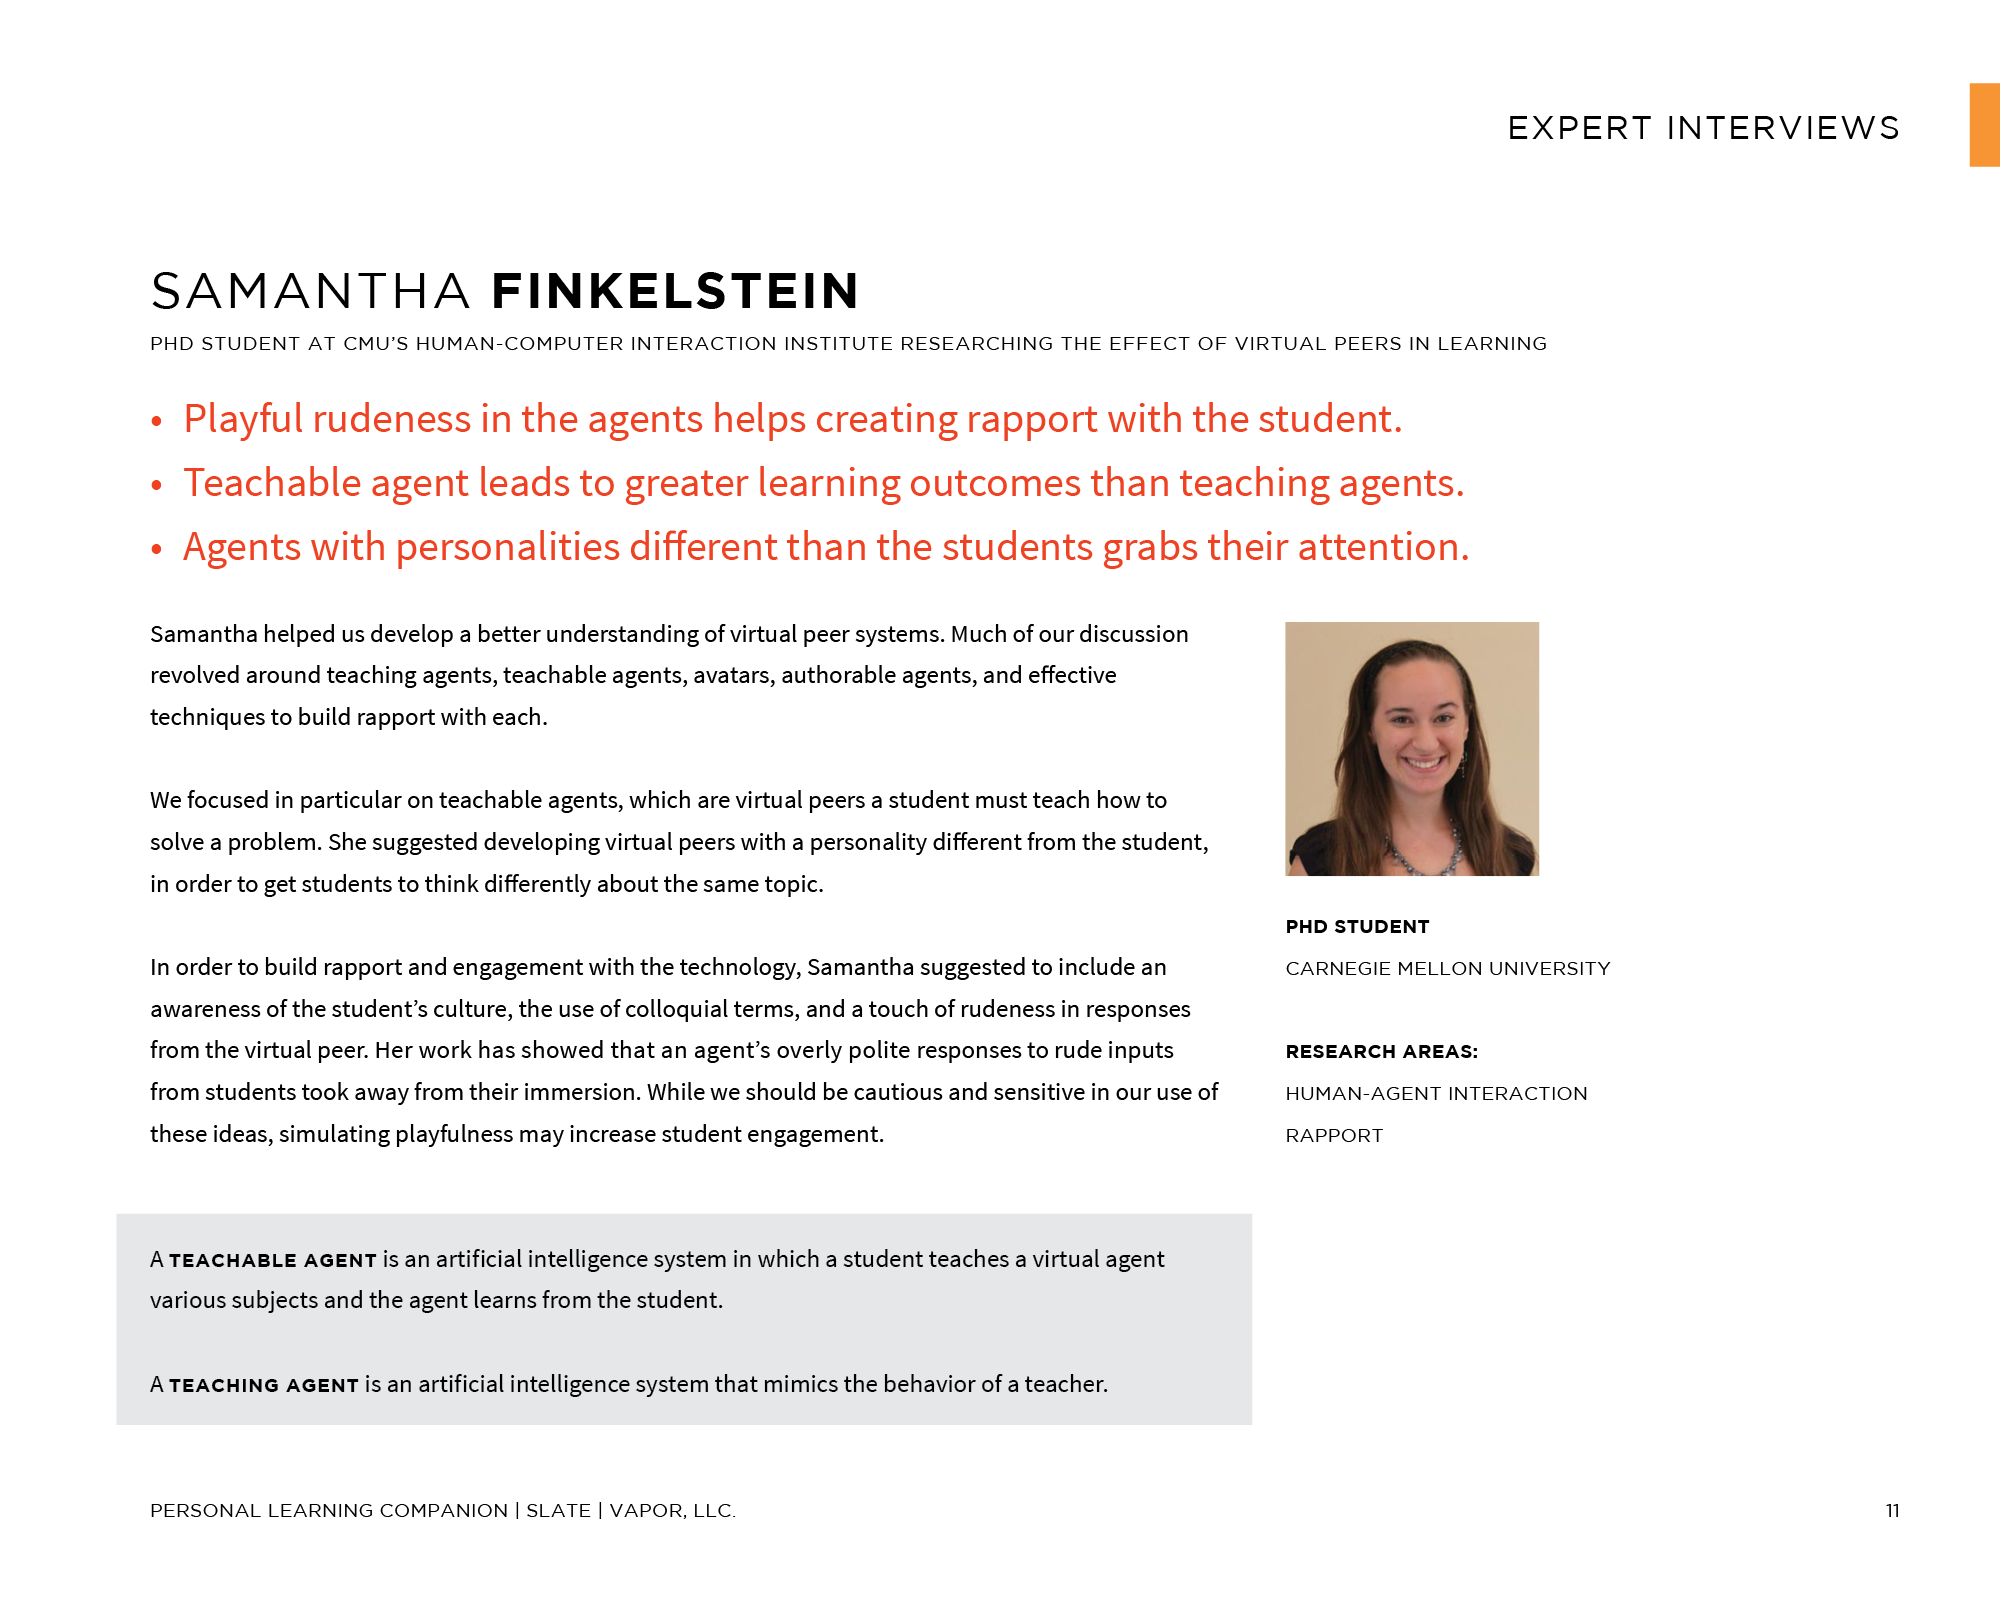 EXPERT INTERVIEWS
SAMANTHA FINKELSTEIN
PHD STUDENT AT CMU’S HUMAN-COMPUTER INTERACTION INSTITUTE RESEARCHING THE EFFECT OF VIRTUAL PEERS IN LEARNING
• Playful rudeness in the agents helps creating rapport with the student.
• Teachable agent leads to greater learning outcomes than teaching agents.
• Agents with personalities different than the students grabs their attention.
Samantha helped us develop a better understanding of virtual peer systems. Much of our discussion
revolved around teaching agents, teachable agents, avatars, authorable agents, and effective
techniques to build rapport with each.
We focused in particular on teachable agents, which are virtual peers a student must teach how to
solve a problem. She suggested developing virtual peers with a personality different from the student,
in order to get students to think differently about the same topic.
In order to build rapport and engagement with the technology, Samantha suggested to include an
awareness of the student’s culture, the use of colloquial terms, and a touch of rudeness in responses
from the virtual peer. Her work has showed that an agent’s overly polite responses to rude inputs
from students took away from their immersion. While we should be cautious and sensitive in our use of
these ideas, simulating playfulness may increase student engagement.
PHD STUDENT
CARNEGIE MELLON UNIVERSITY
RESEARCH AREAS:
HUMAN-AGENT INTERACTION
RAPPORT
A TEACHABLE AGENT is an artificial intelligence system in which a student teaches a virtual agent
various subjects and the agent learns from the student.
A TEACHING AGENT is an artificial intelligence system that mimics the behavior of a teacher.
PERSONAL LEARNING COMPANION | SLATE | VAPOR, LLC.
11